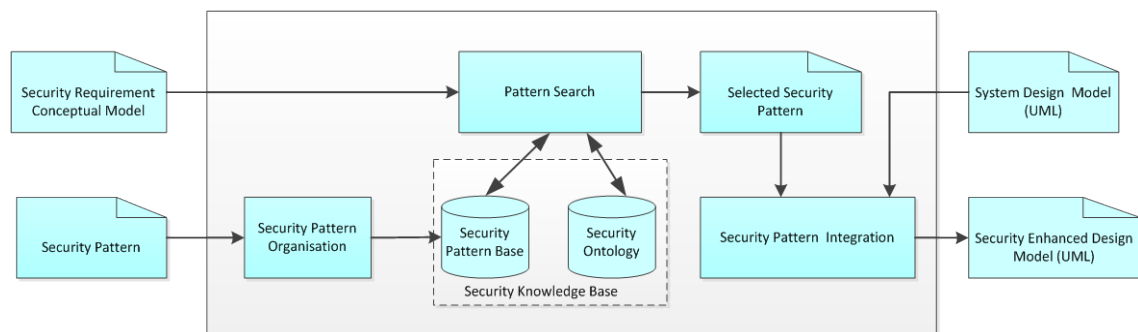 Security Requirement
Conceptual Model
Pattern Search
Selected Security
Pattern
System Design Model
(UML)
Security Pattern
Security Pattern
Organisation
Security
Pattern Base
Security
Ontology
Security Knowledge Base
Security Pattern Integration
Security Enhanced Design
Model (UML)